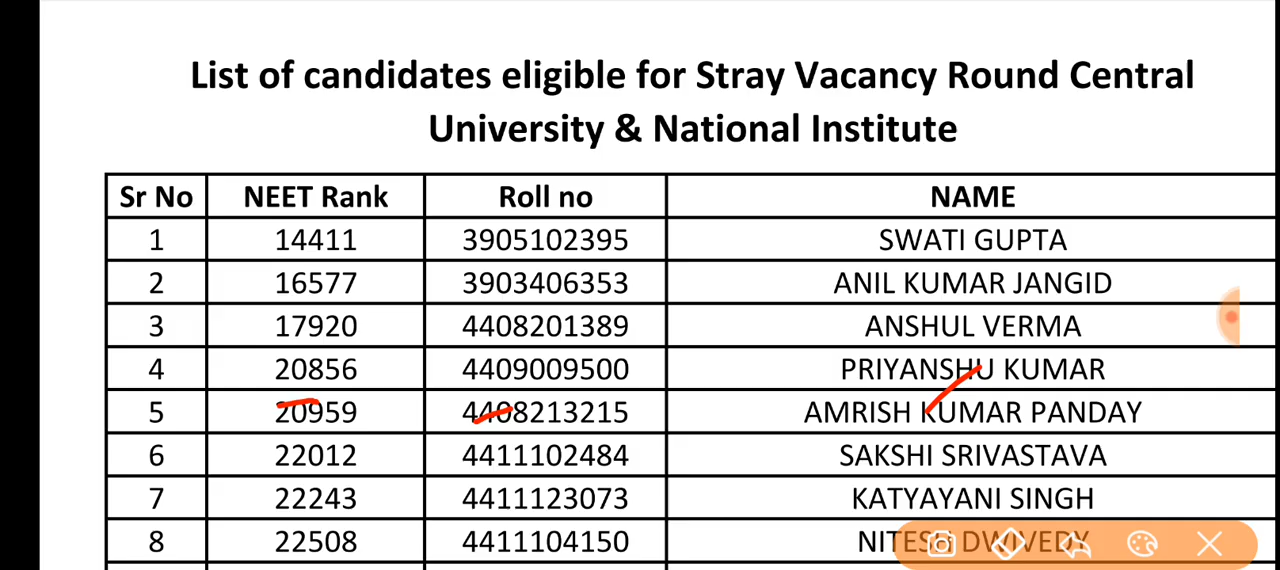 List of candidates eligible for Stray Vacancy Round Central
University & National Institute
Sr No NEET Rank Roll no NAME
1 14411 3905102395 SWATI GUPTA
2 16577 3903406353 ANIL KUMAR JANGID
3 17920 4408201389 ANSHUL VERMA
4 20856 4409009500 PRIYANSHU KUMAR
5 20959 4408213215 AMRISH KUMAR PANDAY
6 22012 4411102484 SAKSHI SRIVASTAVA
7 22243 4411123073 KATYAYANI SINGH
8 22508 4411104150 NITESH DWIVEDY